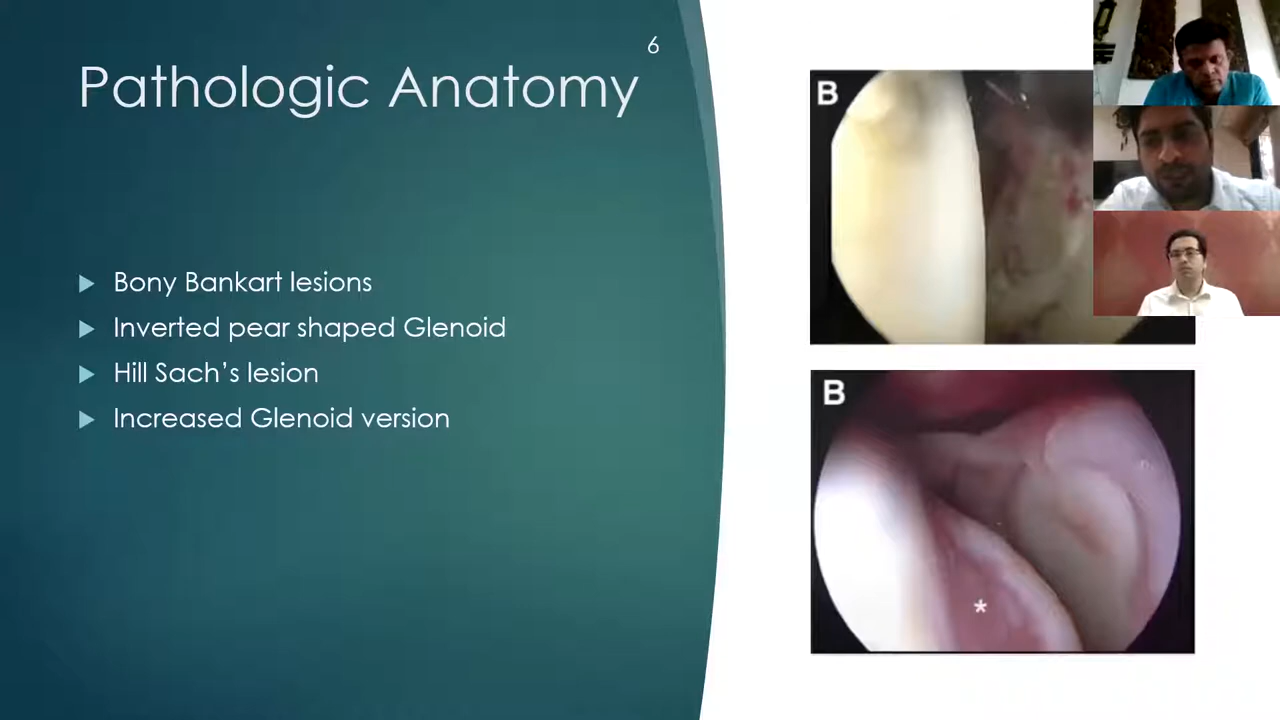 6
Pathologic Anatomy
Bony Bankart lesions
Inverted pear shaped Glenoid
Hill Sach’s lesion
Increased Glenoid version
B
B
*